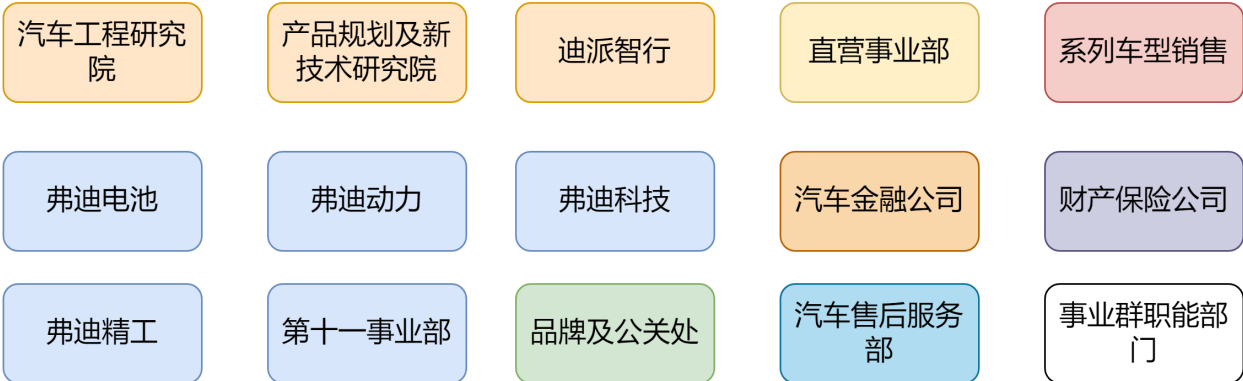 汽车工程研究
院
产品规划及新
技术研究院
迪派智行
直营事业部
系列车型销售
弗迪电池
弗迪动力
弗迪科技
汽车金融公司
财产保险公司
弗迪精工
第十一事业部
品牌及公关处
汽车售后服务
部
事业群职能部
门